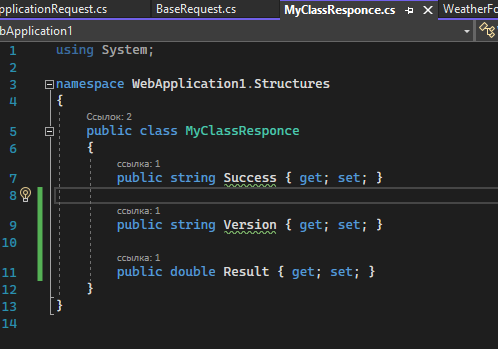 pplicationRequest.cs BaseRequest.cs MyClassResponce.cs WeatherFo
bApplication1
1 using System;
2
3 namespace WebApplication1.Structures
4 {
Ссылок: 2
5 public class MyClassResponce
6 {
ссылка: 1
7 public string Success { get; set; }
8
ссылка: 1
9 public string Version { get; set; }
10
ссылка: 1
11 public double Result { get; set; }
12 }
13 }
14